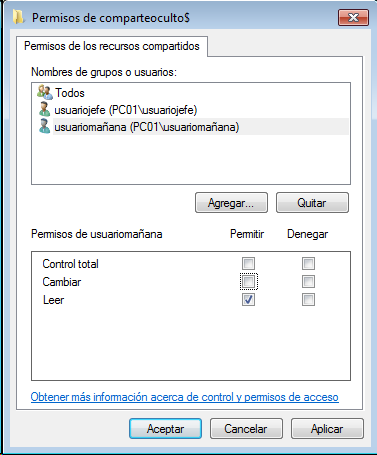 Permisos de comparteoculto$
Permisos de los recursos compartidos
Nombres de grupos o usuarios:
Todos
usuariojefe (PC01\usuariojefe)
usuariomañana (PC01\usuariomañana)
Agregar... Quitar
Permisos de usuariomañana Permitir Denegar
Control total
Cambiar
Leer
Obtener más información acerca de control y permisos de acceso
Aceptar Cancelar Aplicar